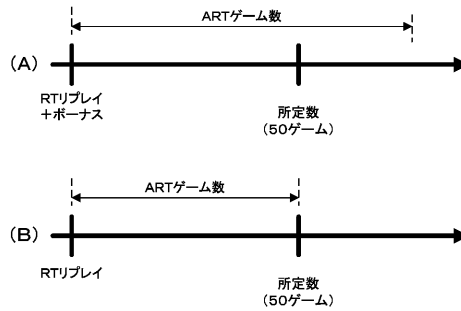 ARTゲーム数
(A)
RTリプレイ
+ボーナス
所定数
(50ゲーム)
ARTゲーム数
(B)
RTリプレイ
所定数
(50ゲーム)